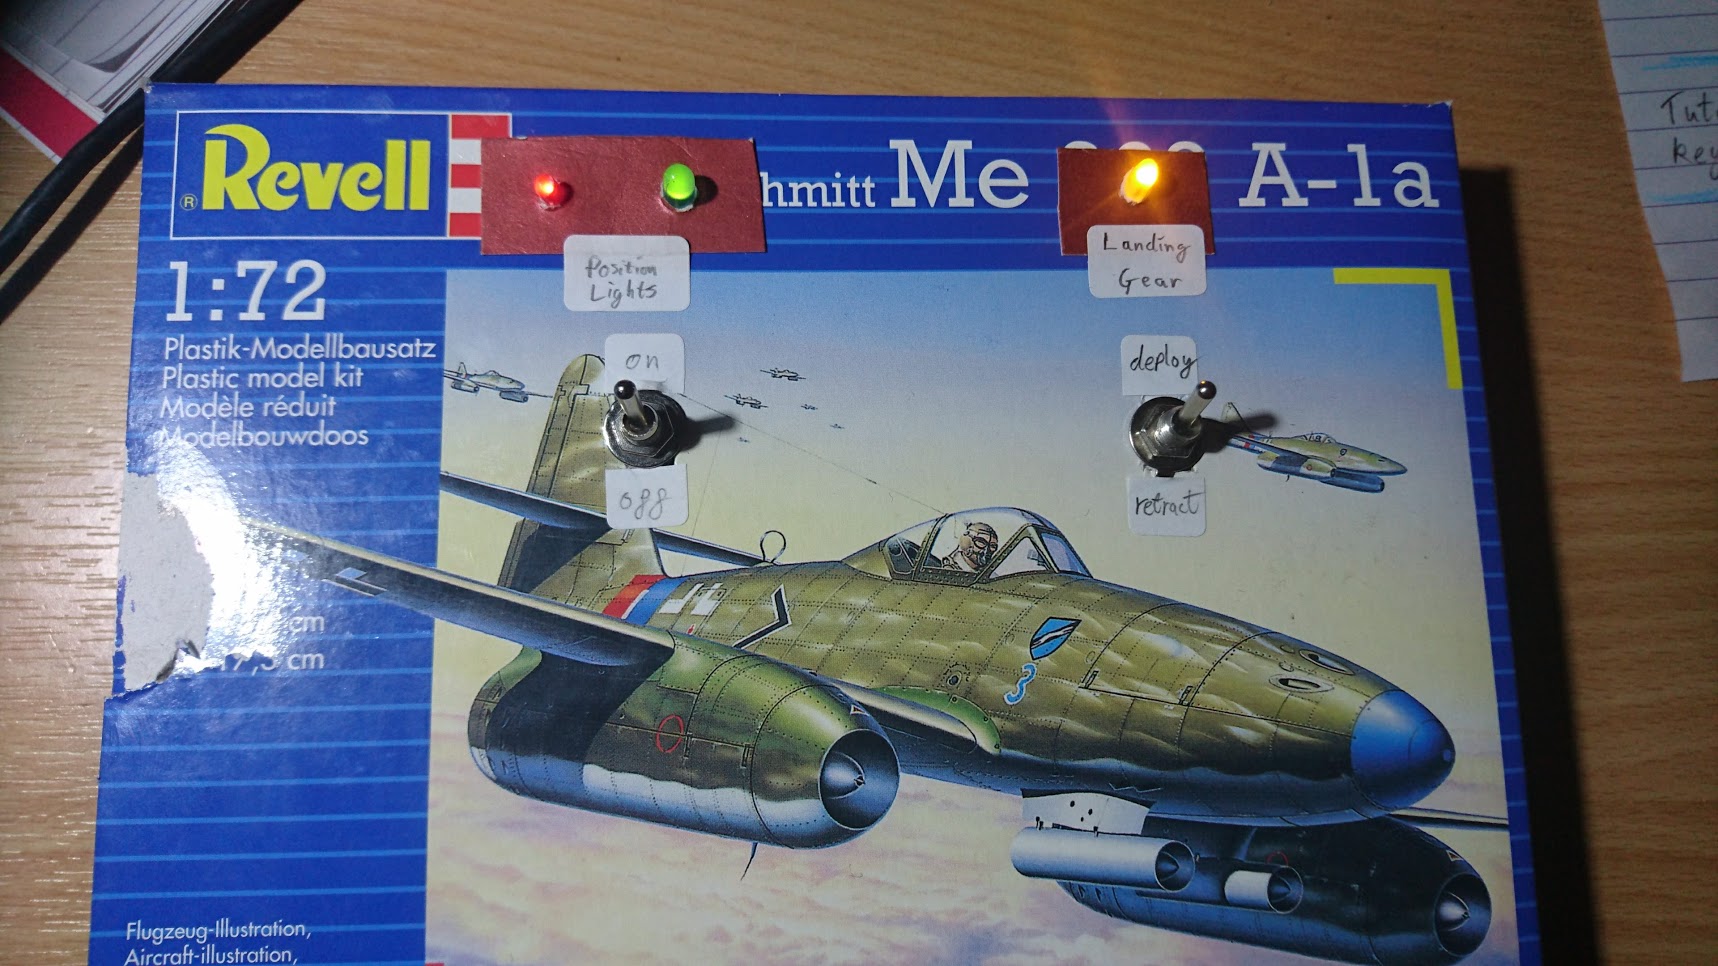 ® Revell
hmitt Me A-1a
Position
Lights
Landing
Gear
1:72
Plastik-Modellbausatz
Plastic model kit
Modèle réduit
Modelbouwdoos
on
off
deploy
retract
cm
cm
3
Flugzeug-Illustration,
Aircraft-illustration,
Tut
key